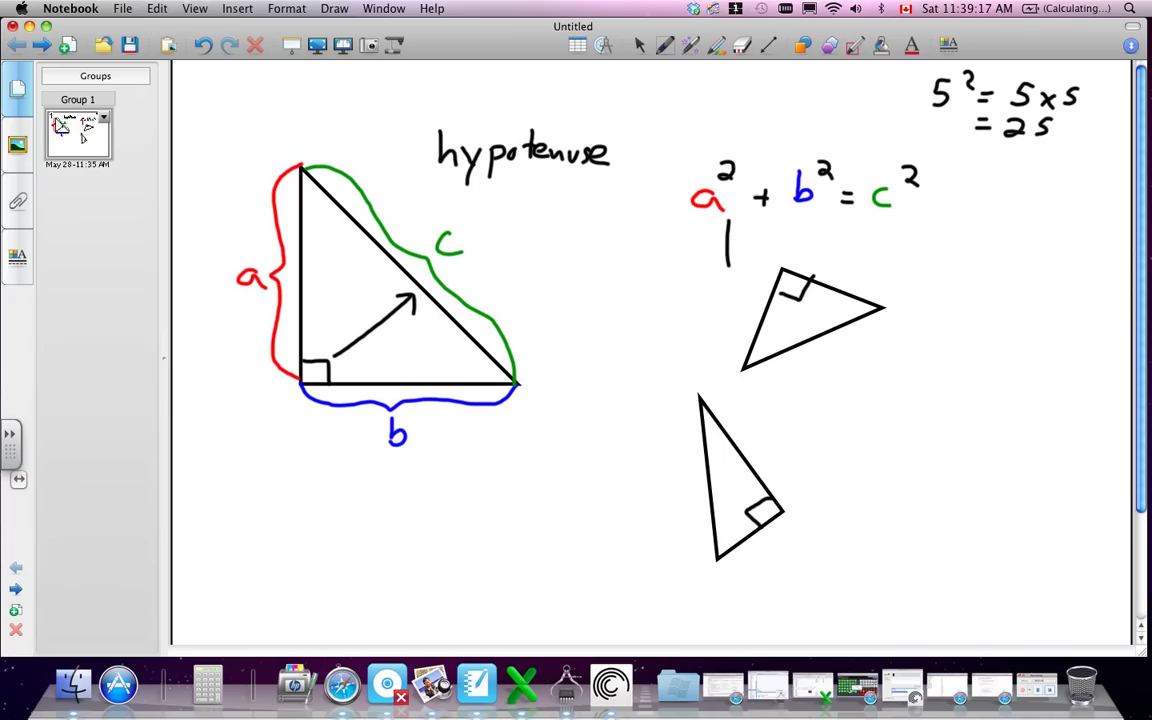 Notebook File Edit View Insert Format Draw Window Help
1
Sat 11:39:17 AM (Calculating...)
Untitled
Groups
Group 1
May 28-11:35 AM
5² = 5 x 5
= 25
hypotenuse
a² + b² = c²
a
c
b